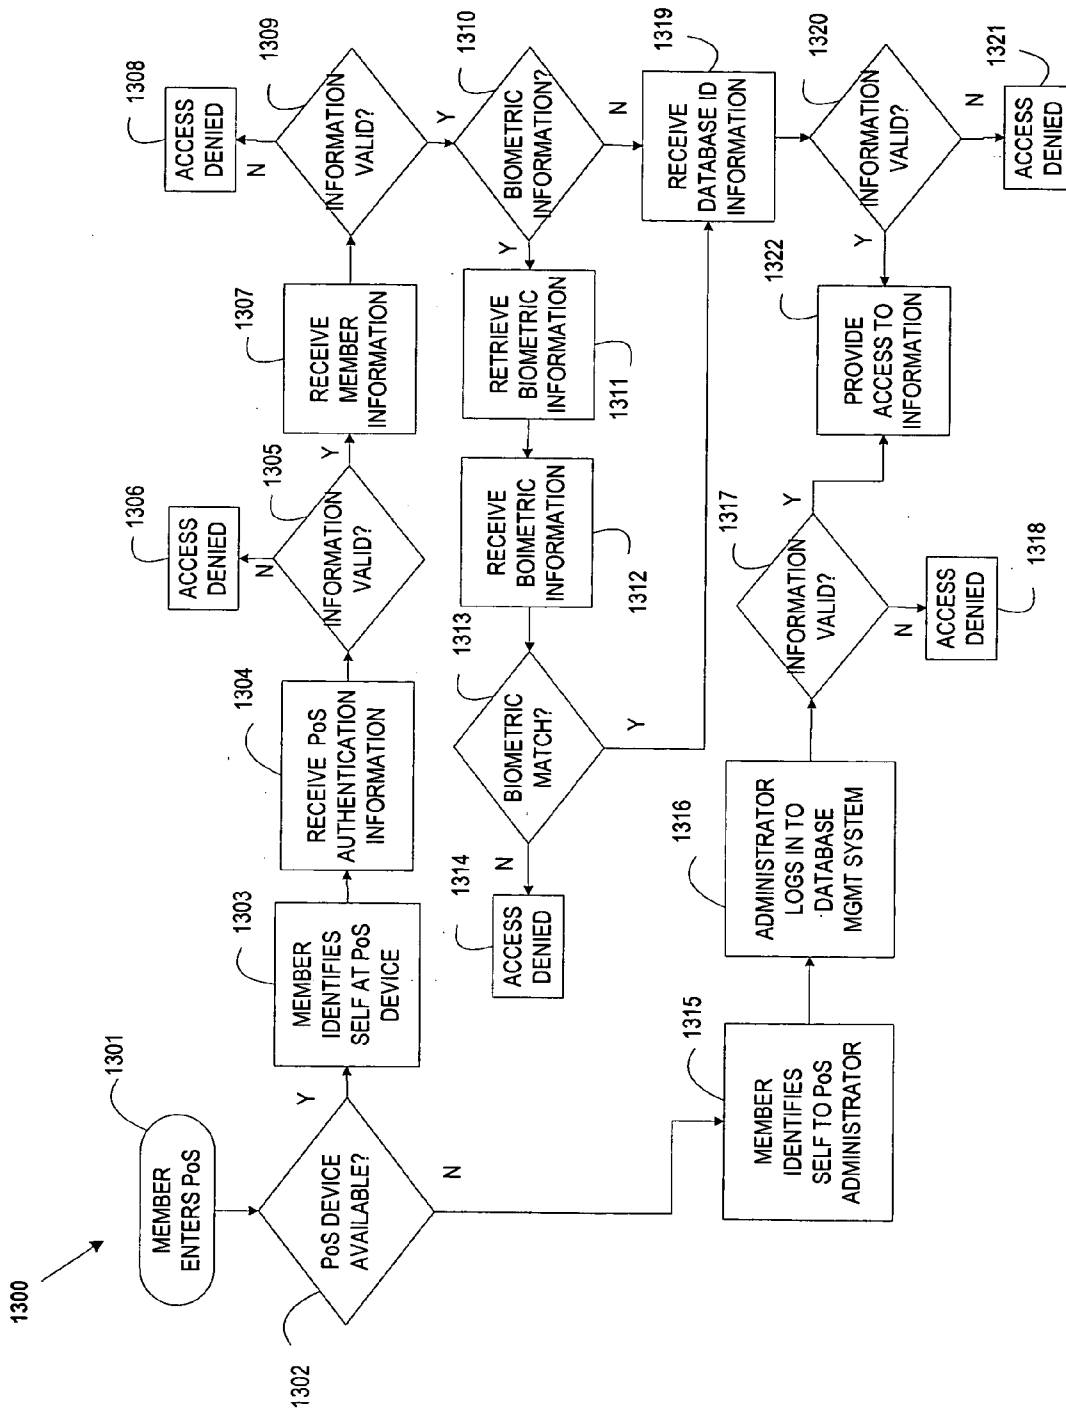 1300
1301
MEMBER
ENTERS PoS
1302
PoS DEVICE
AVAILABLE?
Y
N
1303
MEMBER
IDENTIFIES
SELF AT PoS
DEVICE
1304
RECEIVE PoS
AUTHENTICATION
INFORMATION
1305
INFORMATION
VALID?
N
Y
1306
ACCESS
DENIED
1307
RECEIVE
MEMBER
INFORMATION
1308
ACCESS
DENIED
1309
INFORMATION
VALID?
N
Y
1310
BIOMETRIC
INFORMATION?
Y
N
RETRIEVE
BIOMETRIC
INFORMATION
1311
RECEIVE
BOIMETRIC
INFORMATION
1312
1313
BIOMETRIC
MATCH?
N
Y
1314
ACCESS
DENIED
1315
MEMBER
IDENTIFIES
SELF TO PoS
ADMINISTRATOR
1316
ADMINISTRATOR
LOGS IN TO
DATABASE
MGMT SYSTEM
1317
INFORMATION
VALID?
Y
N
1318
ACCESS
DENIED
1319
RECEIVE
DATABASE ID
INFORMATION
1320
INFORMATION
VALID?
Y
N
1321
ACCESS
DENIED
1322
PROVIDE
ACCESS TO
INFORMATION